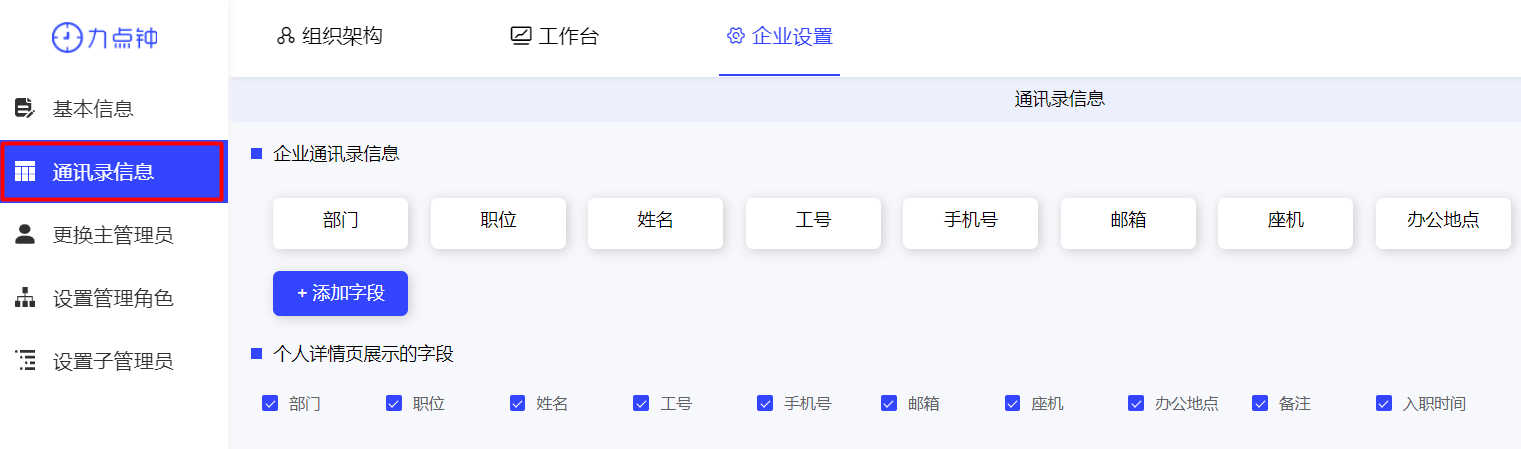 九点钟
组织架构
工作台
企业设置
基本信息
通讯录信息
更换主管理员
设置管理角色
设置子管理员
通讯录信息
企业通讯录信息
部门 职位 姓名 工号 手机号 邮箱 座机 办公地点
+ 添加字段
个人详情页展示的字段
部门 职位 姓名 工号 手机号 邮箱 座机 办公地点 备注 入职时间